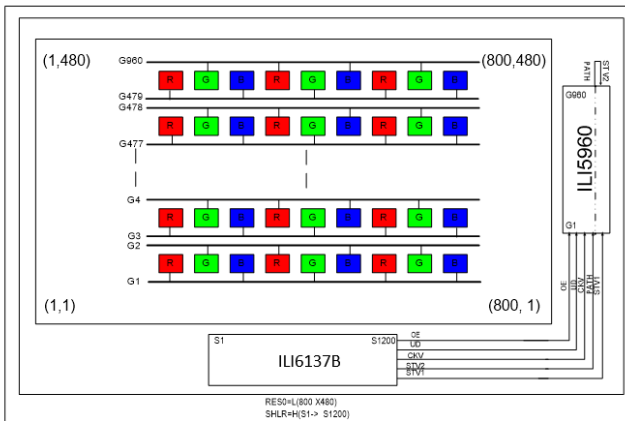 (1,480)
G960
(800,480)
R G B R G B R G B
G479
G478
R G B R G B R G B
G477
G4
R G B R G B R G B
G3
G2
R G B R G B R G B
G1
(1,1)
(800, 1)
PATH
STV2
G960
ILI5960
G1
OE
UD
CKV
PATH
STV1
S1
S1200
ILI6137B
OE
UD
CKV
STV2
STV1
RES0=L(800 X480)
SHLR=H(S1-> S1200)